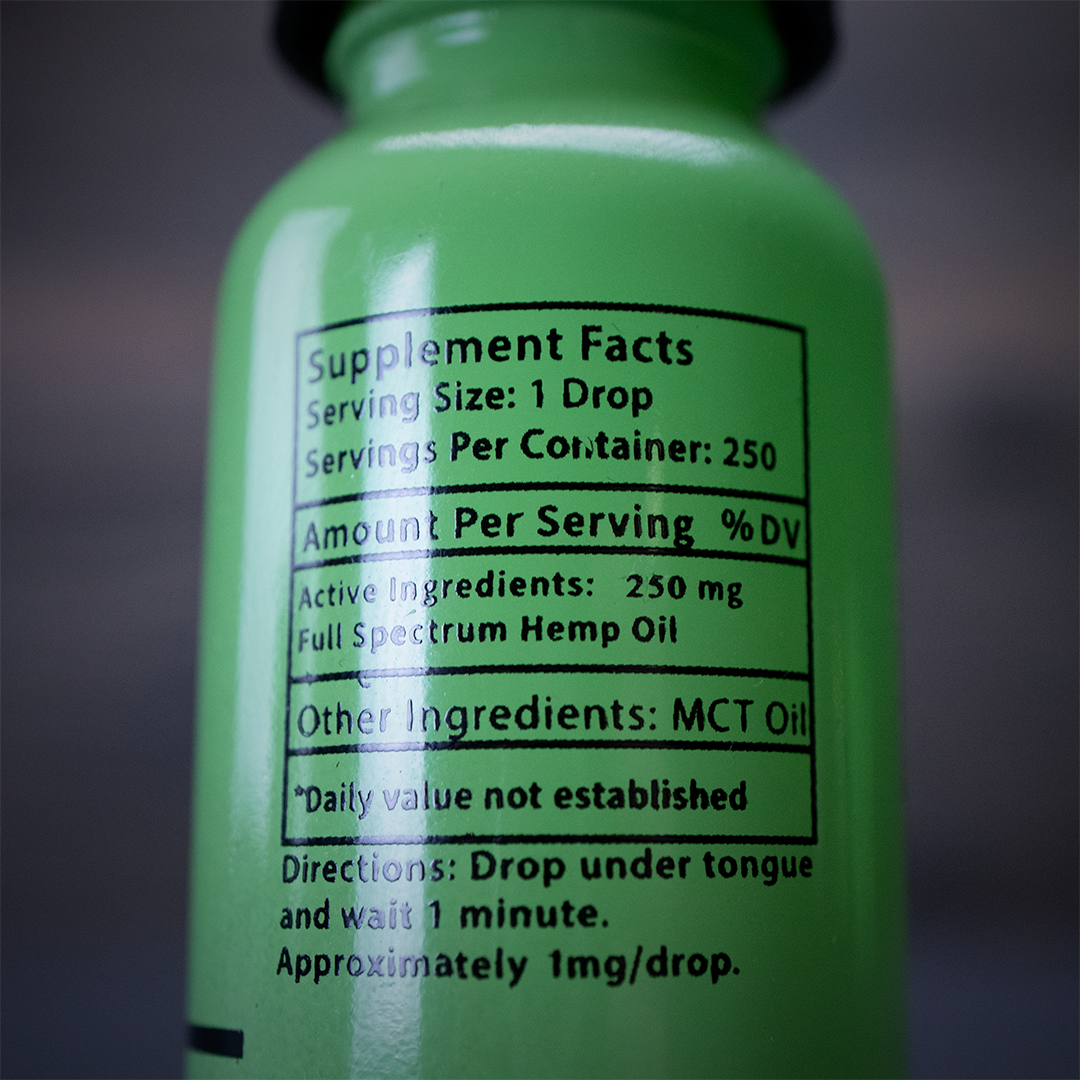 Supplement Facts
Serving Size: 1 Drop
Servings Per Container: 250
Amount Per Serving %DV
Active Ingredients: 250 mg
Full Spectrum Hemp Oil
Other Ingredients: MCT Oil
*Daily value not established
Directions: Drop under tongue
and wait 1 minute.
Approximately 1mg/drop.